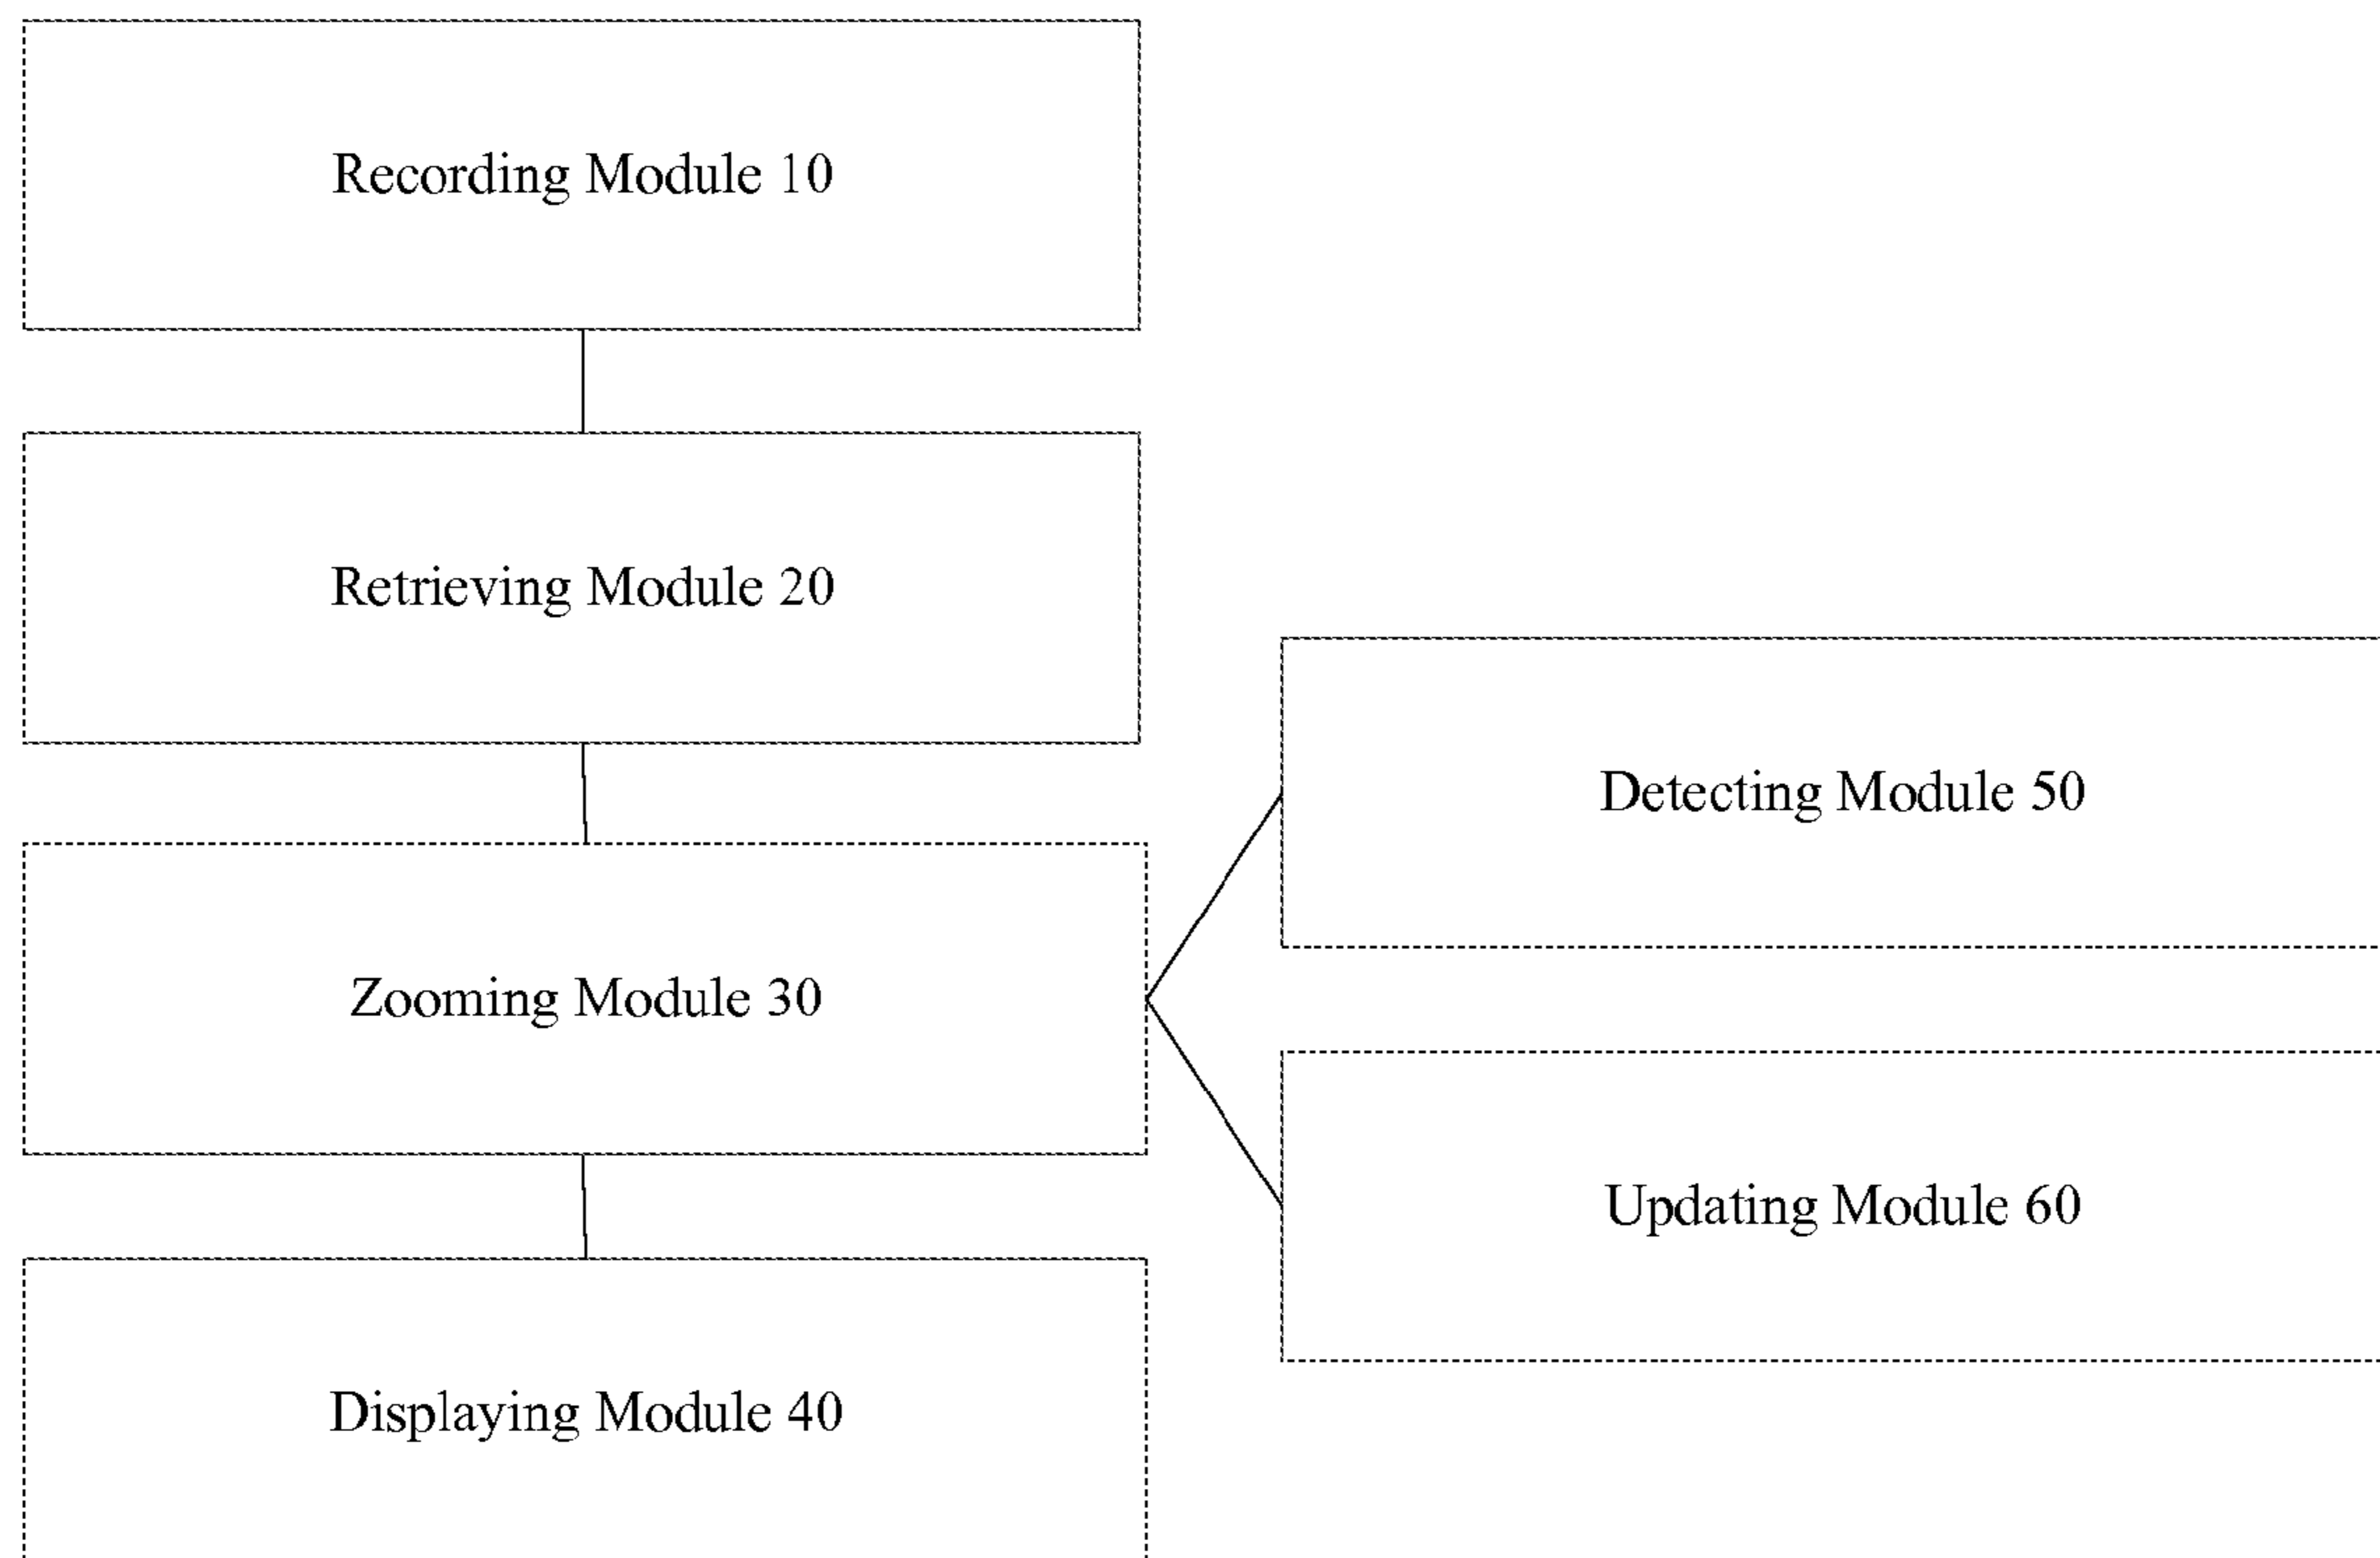 Recording Module 10
Retrieving Module 20
Zooming Module 30
Displaying Module 40
Detecting Module 50
Updating Module 60